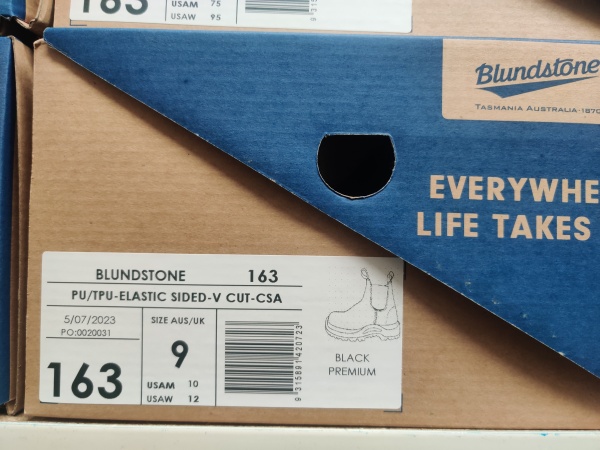 163
USAM 75
USAW 95
Blundstone
TASMANIA AUSTRALIA·1870
EVERYWHE
LIFE TAKES
BLUNDSTONE 163
PU/TPU-ELASTIC SIDED-V CUT-CSA
5/07/2023
PO:0020031
163
SIZE AUS/UK
9
USAM 10
USAW 12
9315891420723
BLACK
PREMIUM